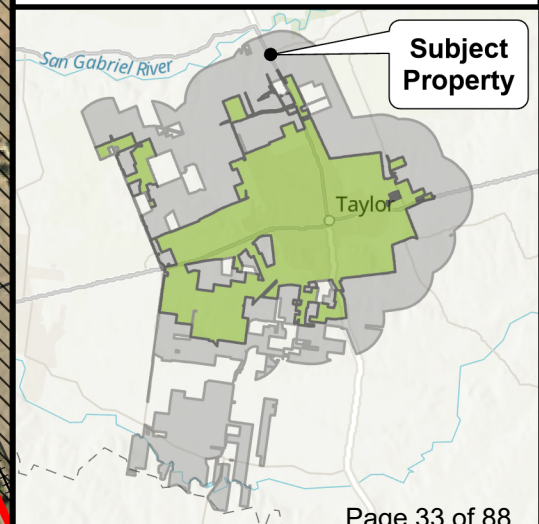 San Gabriel River
Subject
Property
Taylor
Page 33 of 88